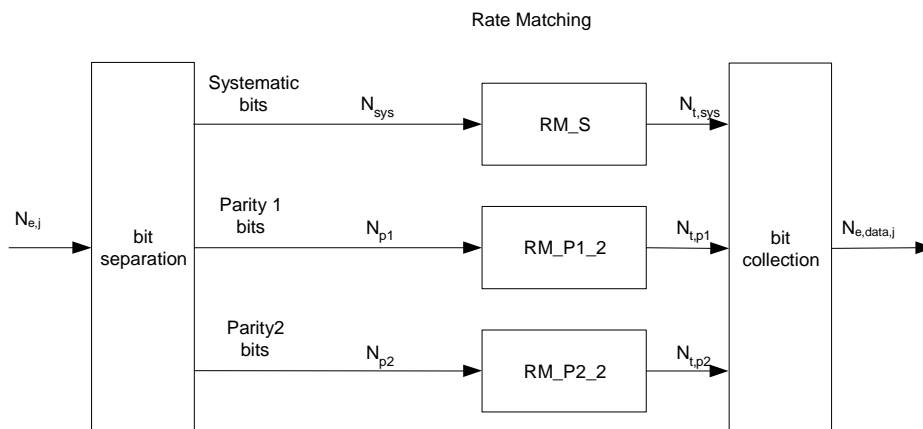 Rate Matching
Systematic
bits
N_sys
RM_S
N_t,sys
N_e,j
bit
separation
Parity 1
bits
N_p1
RM_P1_2
N_t,p1
bit
collection
N_e,data,j
Parity2
bits
N_p2
RM_P2_2
N_t,p2